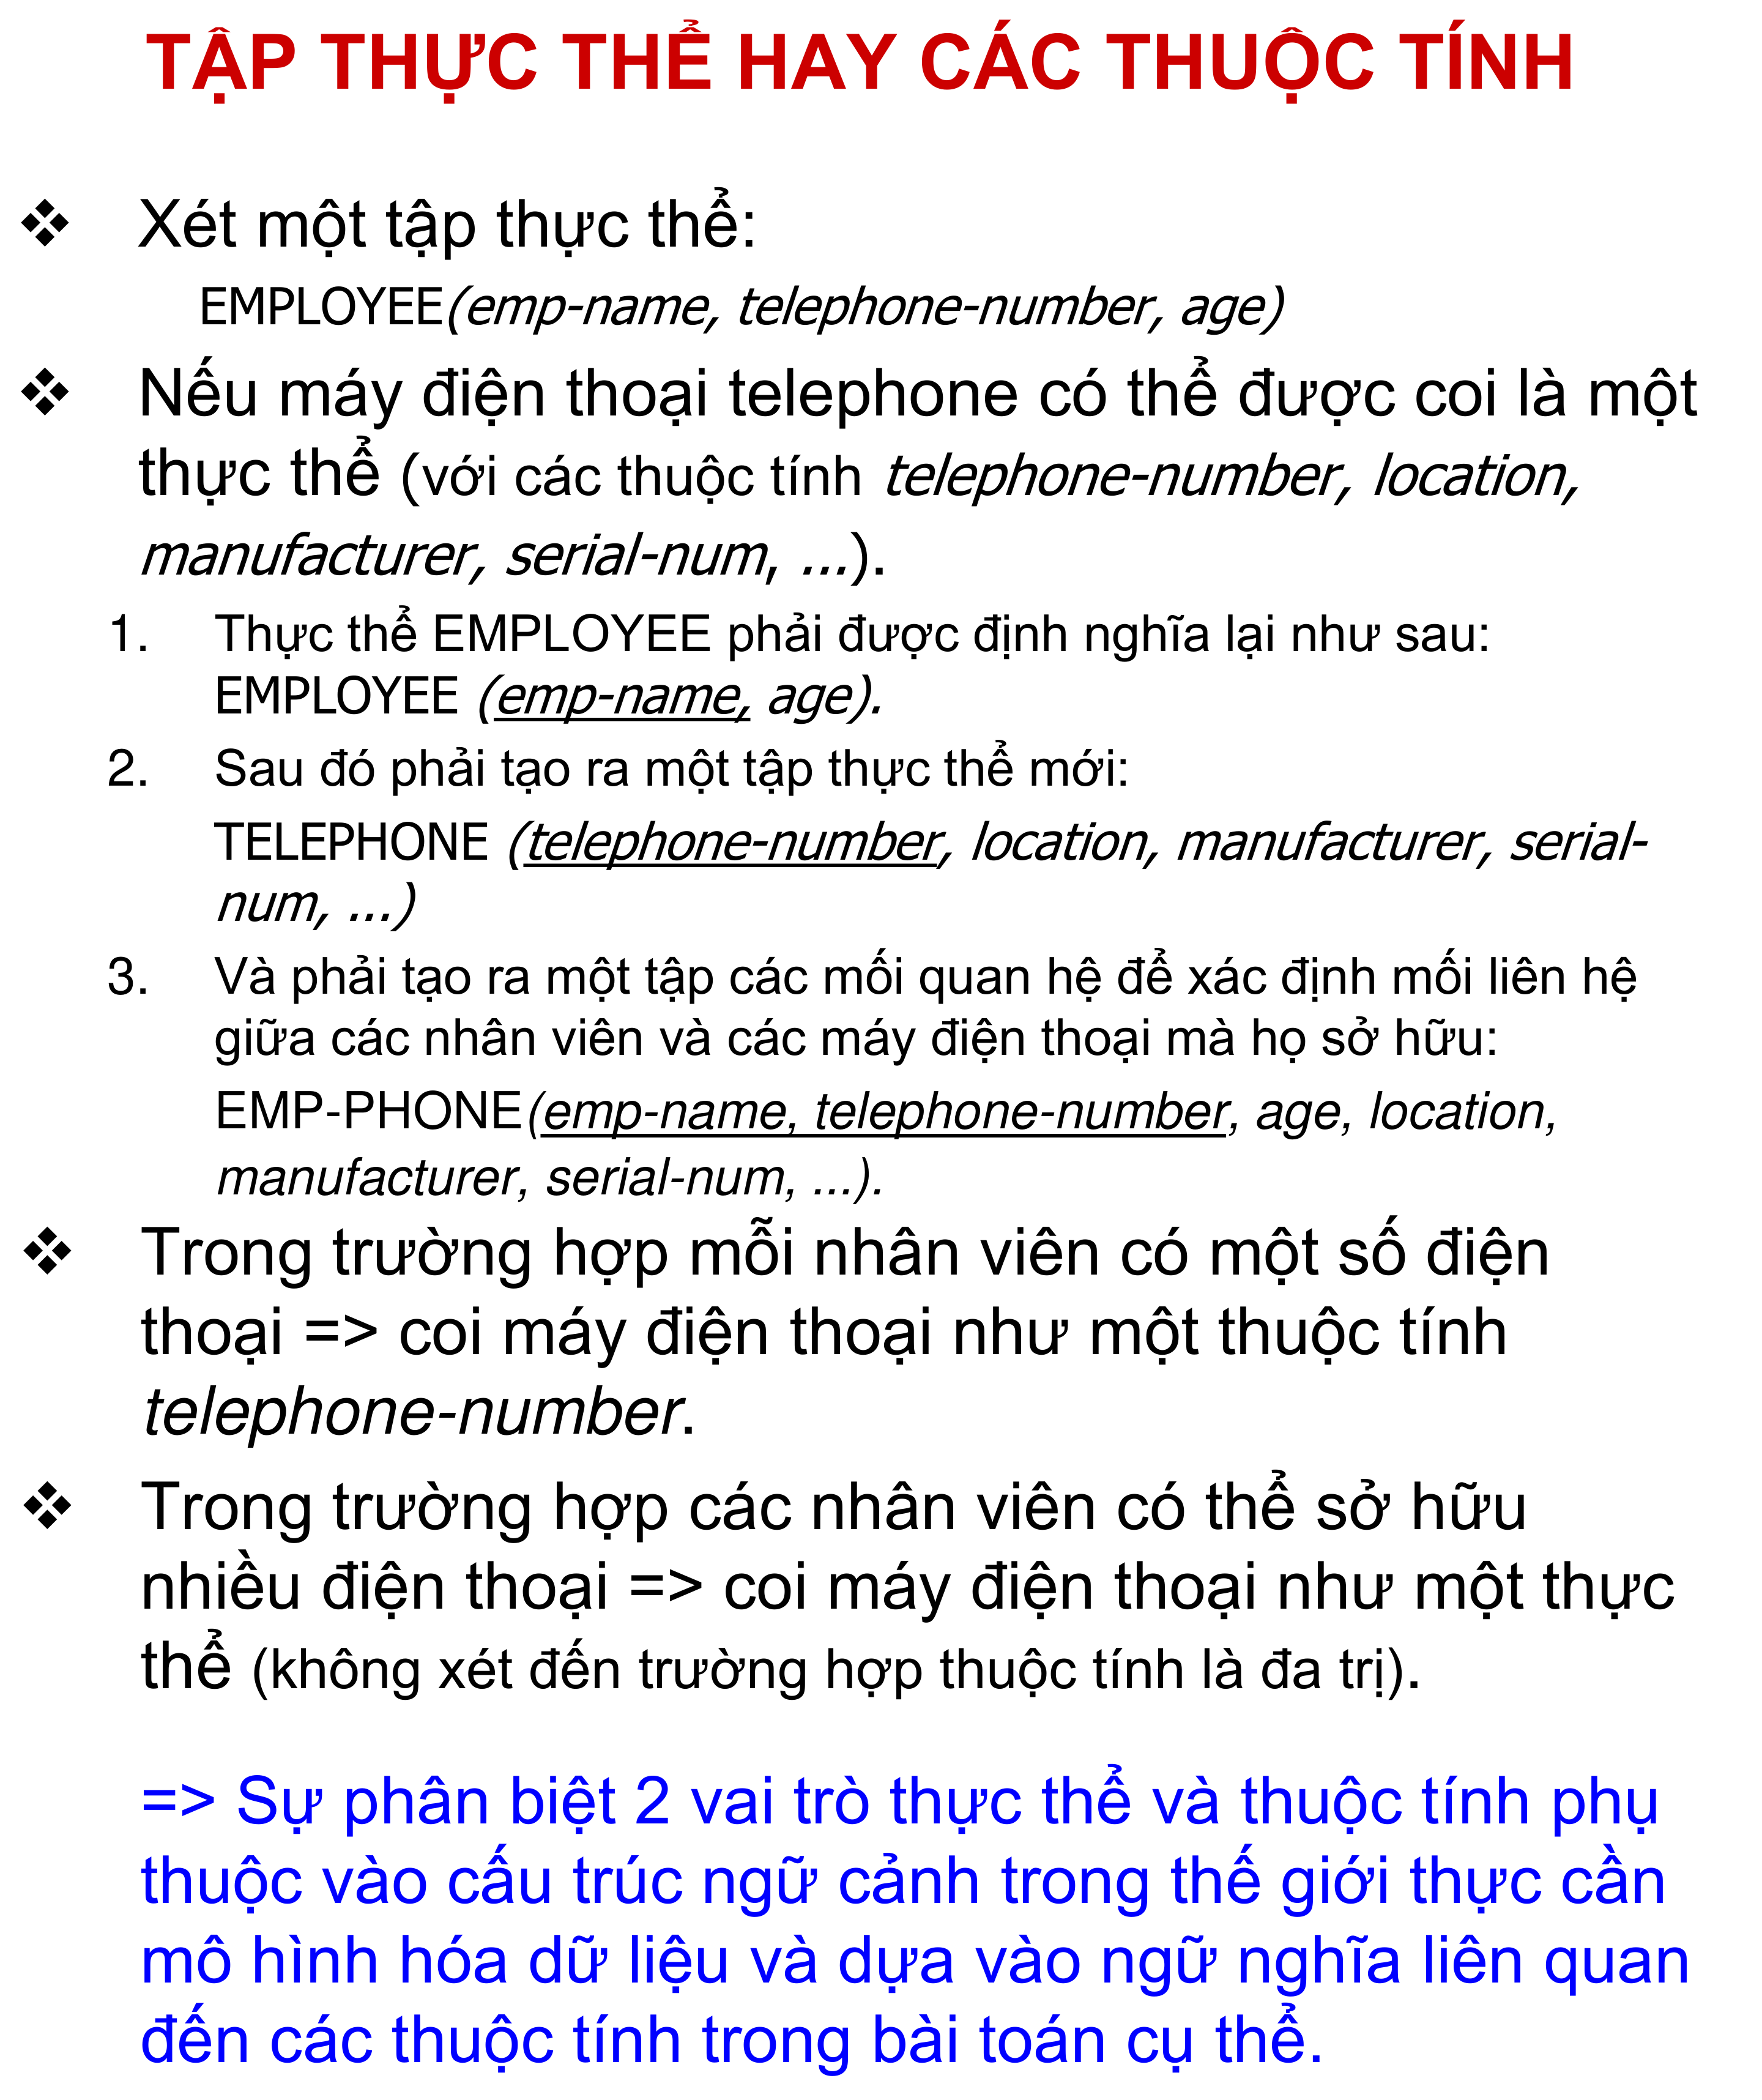 TẬP THỰC THỂ HAY CÁC THUỘC TÍNH
❖ Xét một tập thực thể:
EMPLOYEE(emp-name, telephone-number, age)
❖ Nếu máy điện thoại telephone có thể được coi là một
thực thể (với các thuộc tính telephone-number, location,
manufacturer, serial-num, ...).
1. Thực thể EMPLOYEE phải được định nghĩa lại như sau:
EMPLOYEE (emp-name, age).
2. Sau đó phải tạo ra một tập thực thể mới:
TELEPHONE (telephone-number, location, manufacturer, serial-
num, ...)
3. Và phải tạo ra một tập các mối quan hệ để xác định mối liên hệ
giữa các nhân viên và các máy điện thoại mà họ sở hữu:
EMP-PHONE(emp-name, telephone-number, age, location,
manufacturer, serial-num, ...).
❖ Trong trường hợp mỗi nhân viên có một số điện
thoại => coi máy điện thoại như một thuộc tính
telephone-number.
❖ Trong trường hợp các nhân viên có thể sở hữu
nhiều điện thoại => coi máy điện thoại như một thực
thể (không xét đến trường hợp thuộc tính là đa trị).
=> Sự phân biệt 2 vai trò thực thể và thuộc tính phụ
thuộc vào cấu trúc ngữ cảnh trong thế giới thực cần
mô hình hóa dữ liệu và dựa vào ngữ nghĩa liên quan
đến các thuộc tính trong bài toán cụ thể.